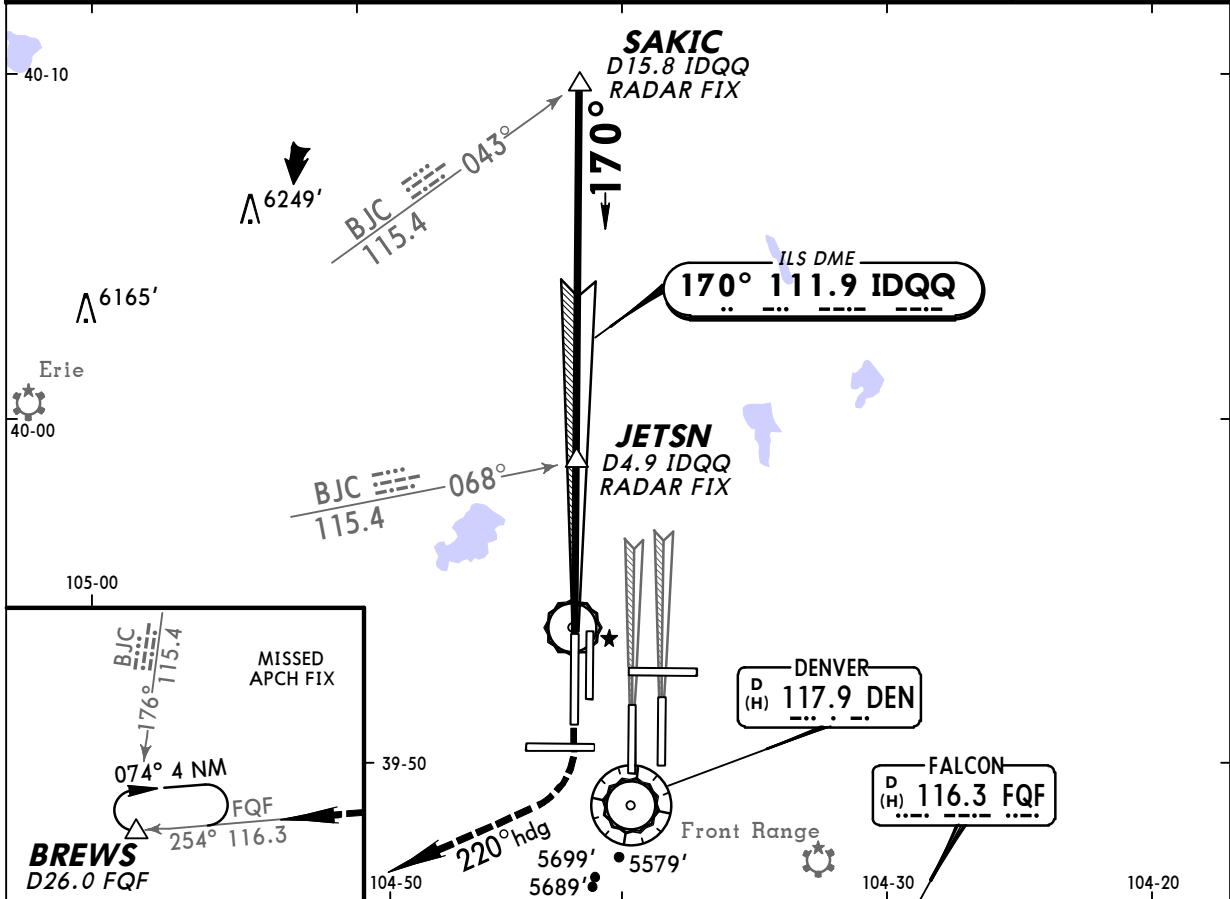 SAKIC
D15.8 IDQQ
RADAR FIX
40-10
170°
043°
BJC
115.4
6249'
ILS DME
170° 111.9 IDQQ
6165'
Erie
40-00
JETSN
D4.9 IDQQ
RADAR FIX
BJC 068°
115.4
105-00
BJC
115.4
176°
MISSED
APCH FIX
DENVER
D
(H) 117.9 DEN
074° 4 NM
39-50
FQF
254° 116.3
FALCON
D
(H) 116.3 FQF
BREWS
D26.0 FQF
220°hdg
Front Range
5699'
5579'
5689'
104-50
104-30
104-20